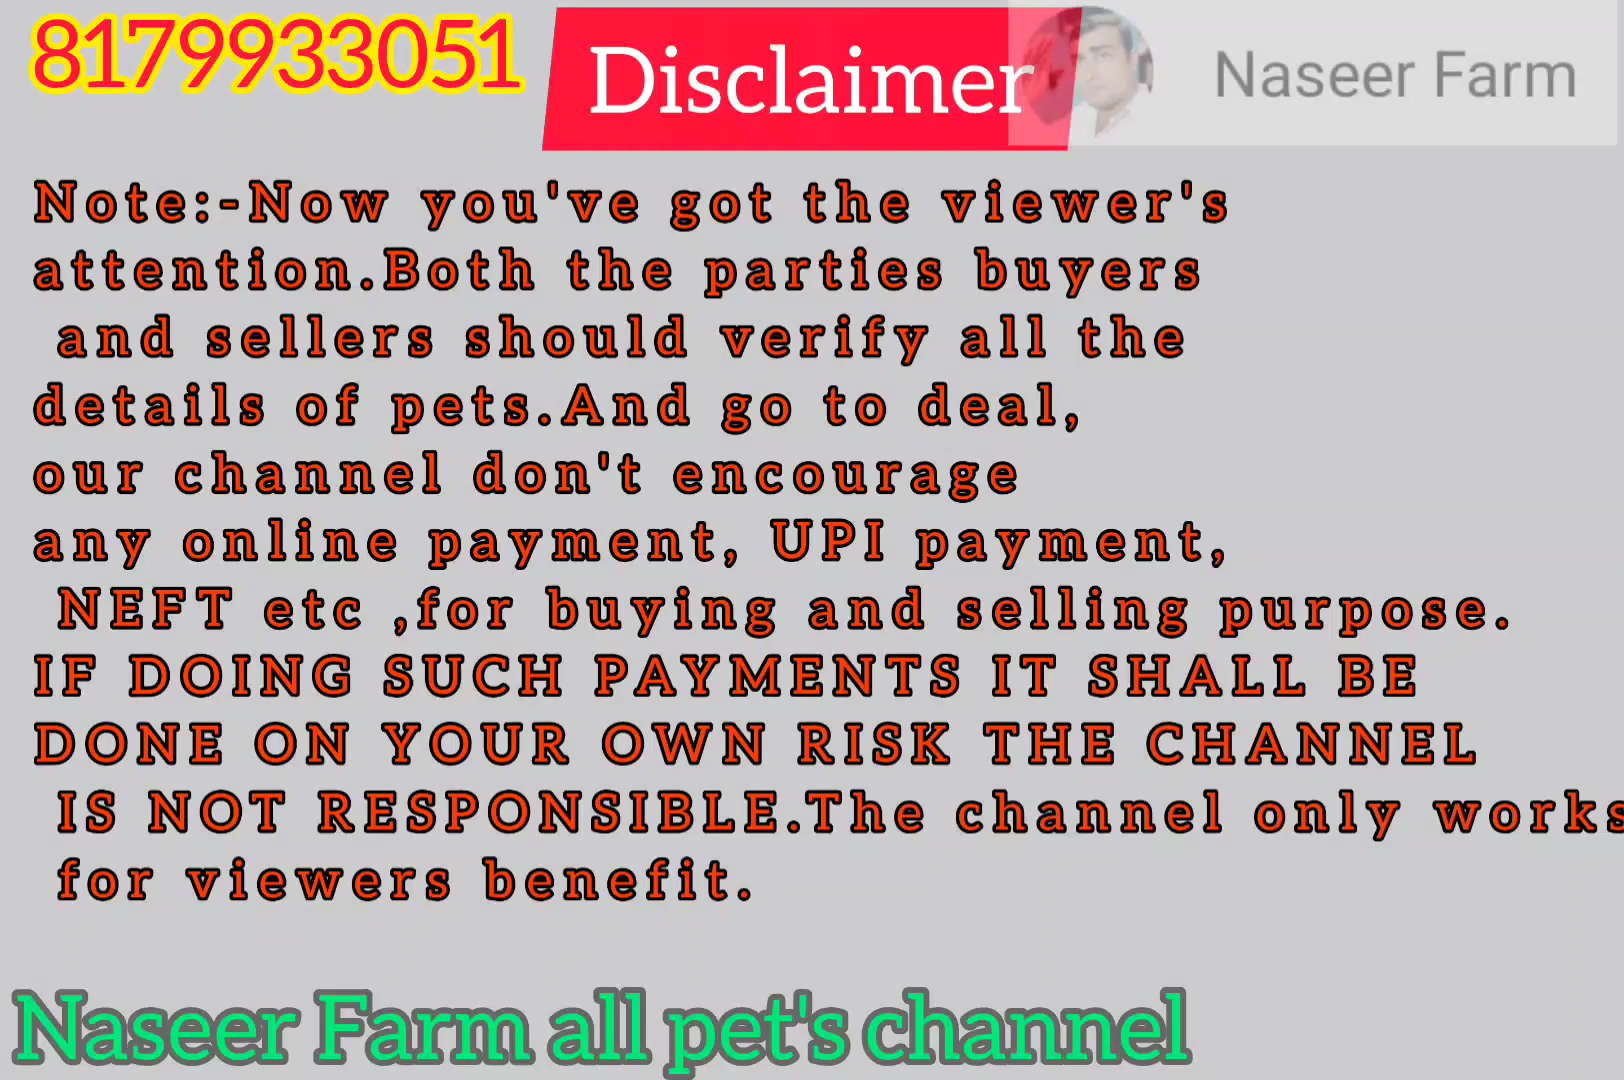 8179933051
Disclaimer
Naseer Farm
Note:-Now you've got the viewer's
attention.Both the parties buyers
and sellers should verify all the
details of pets.And go to deal,
our channel don't encourage
any online payment, UPI payment,
NEFT etc ,for buying and selling purpose.
IF DOING SUCH PAYMENTS IT SHALL BE
DONE ON YOUR OWN RISK THE CHANNEL
IS NOT RESPONSIBLE.The channel only works
for viewers benefit.
Naseer Farm all pet's channel